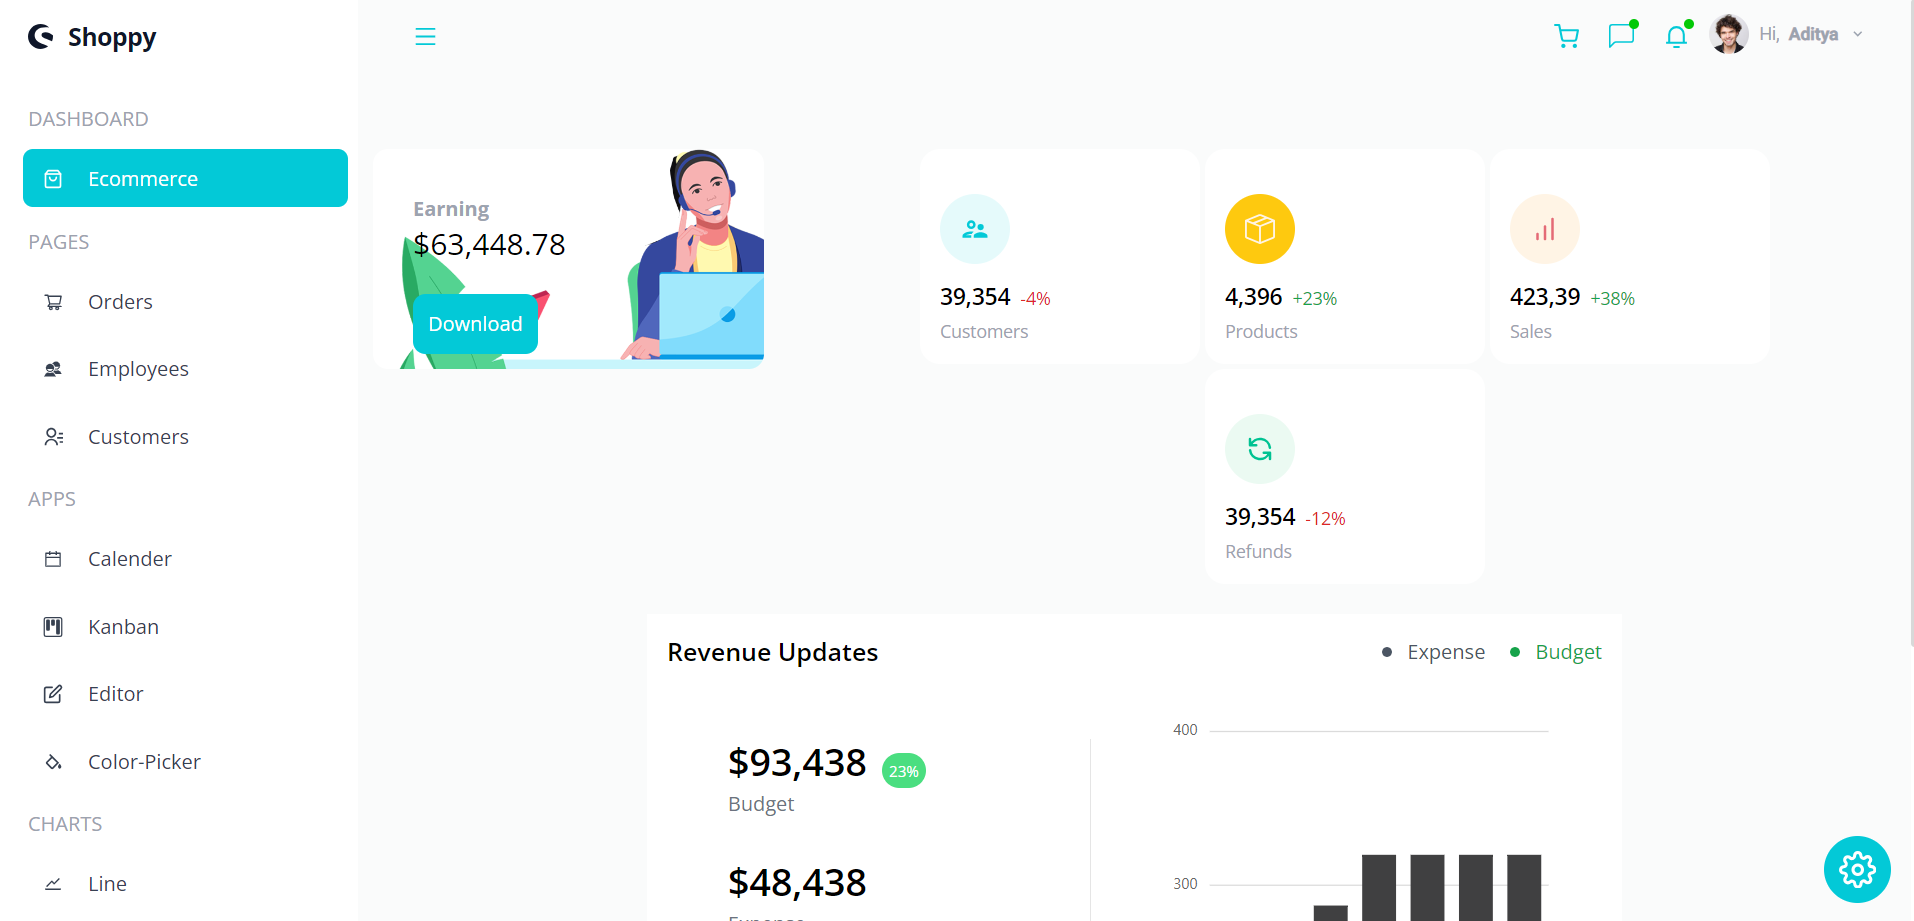 Shoppy
Hi, Aditya
DASHBOARD
Ecommerce
PAGES
Orders
Employees
Customers
APPS
Calender
Kanban
Editor
Color-Picker
CHARTS
Line
Earning
$63,448.78
Download
39,354 -4%
Customers
4,396 +23%
Products
423,39 +38%
Sales
39,354 -12%
Refunds
Revenue Updates
Expense
Budget
$93,438 23%
Budget
$48,438
Expense
400
300